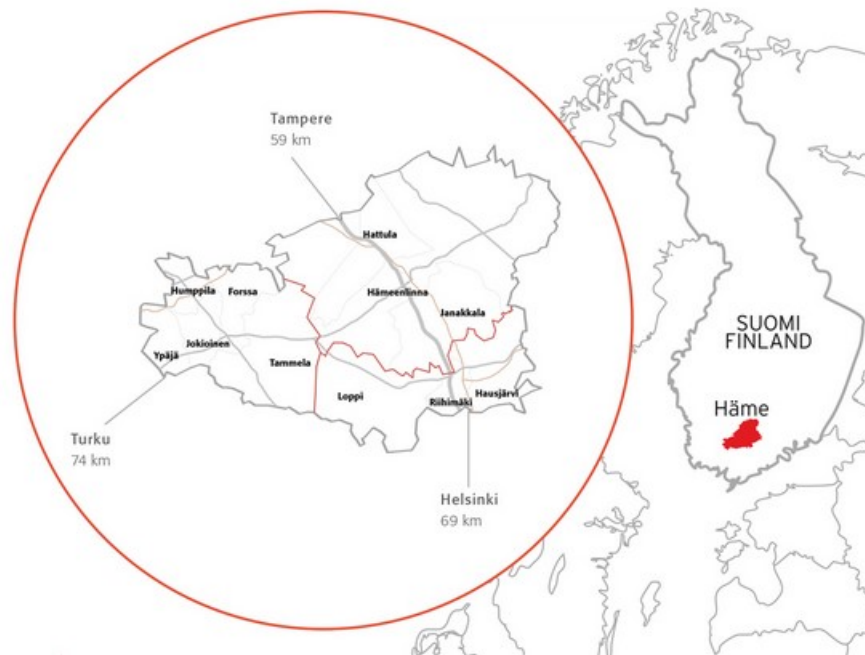 Tampere
59 km
Hattula
Humppila
Forssa
Hämeenlinna
Janakkala
Jokioinen
Ypäjä
Tammela
Loppi
Riihimäki
Hausjärvi
Turku
74 km
Helsinki
69 km
SUOMI
FINLAND
Häme